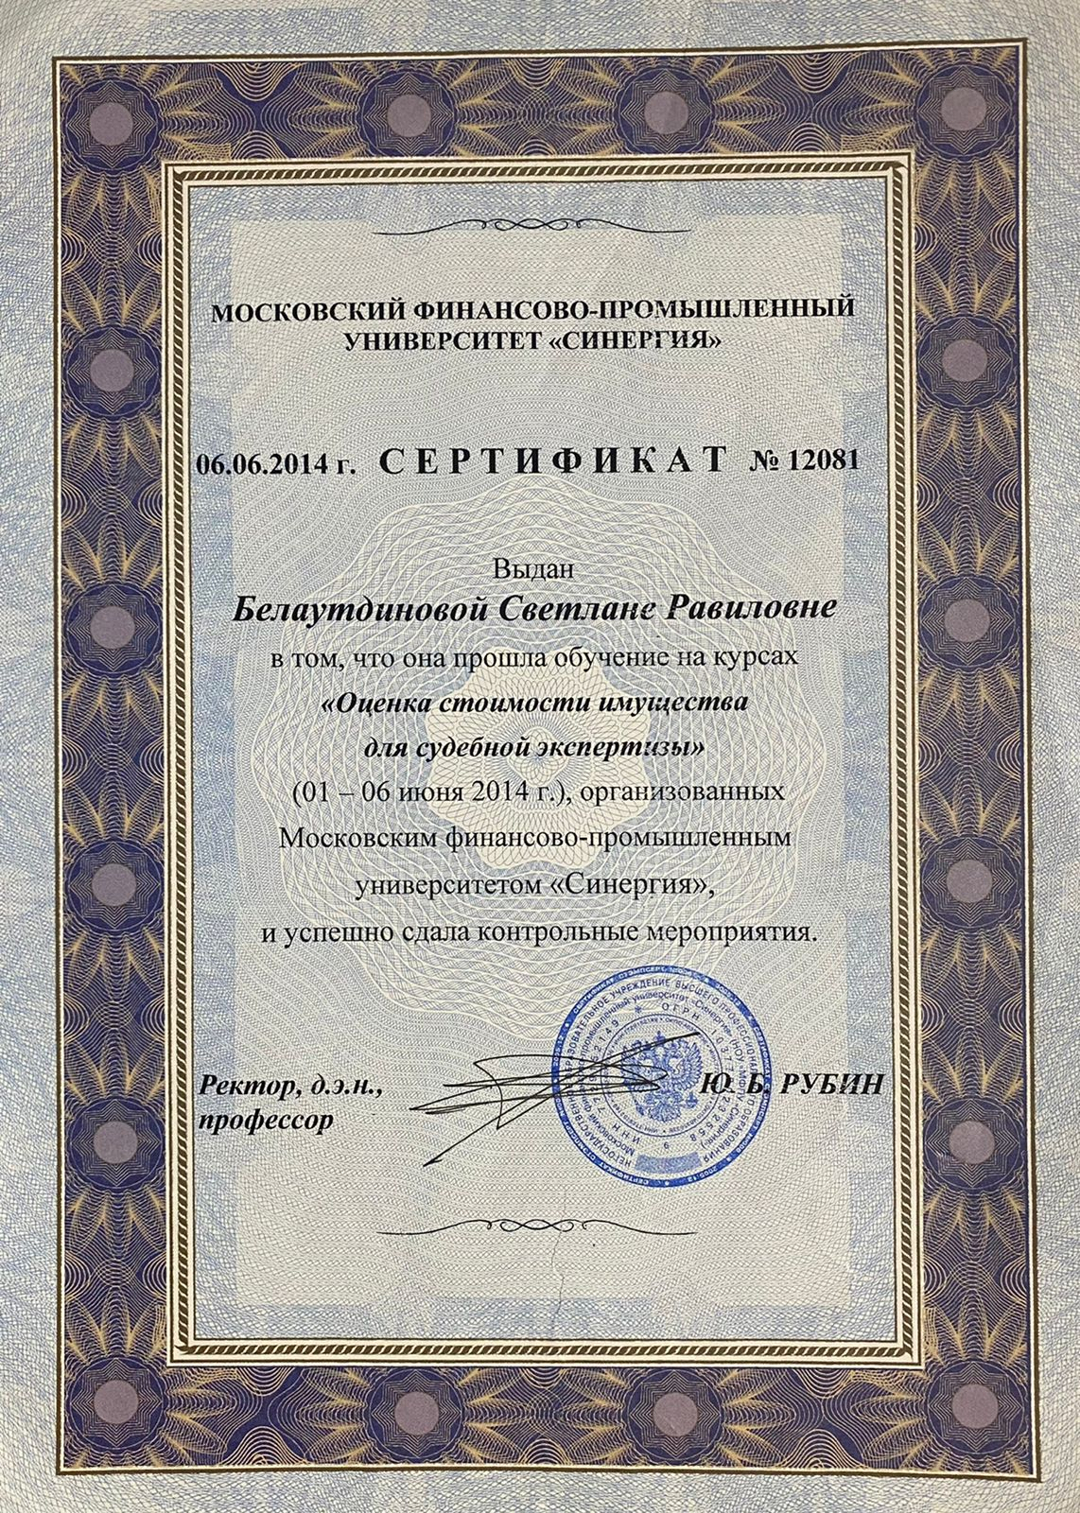 МОСКОВСКИЙ ФИНАНСОВО-ПРОМЫШЛЕННЫЙ
УНИВЕРСИТЕТ «СИНЕРГИЯ»
06.06.2014 г. СЕРТИФИКАТ № 12081
Выдан
Белаутдиновой Светлане Равиловне
в том, что она прошла обучение на курсах
«Оценка стоимости имущества
для судебной экспертизы»
(01 – 06 июня 2014 г.), организованных
Московским финансово-промышленным
университетом «Синергия»,
и успешно сдала контрольные мероприятия.
Ректор, д.э.н.,
профессор
Ю. Б. РУБИН